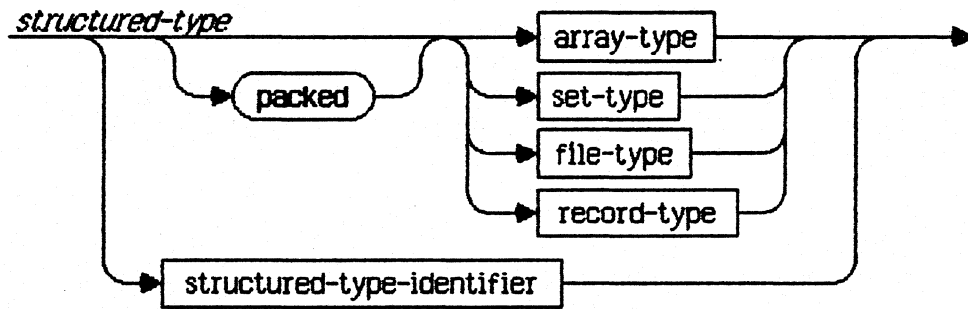 structured-type
array-type
packed
set-type
file-type
record-type
structured-type-identifier